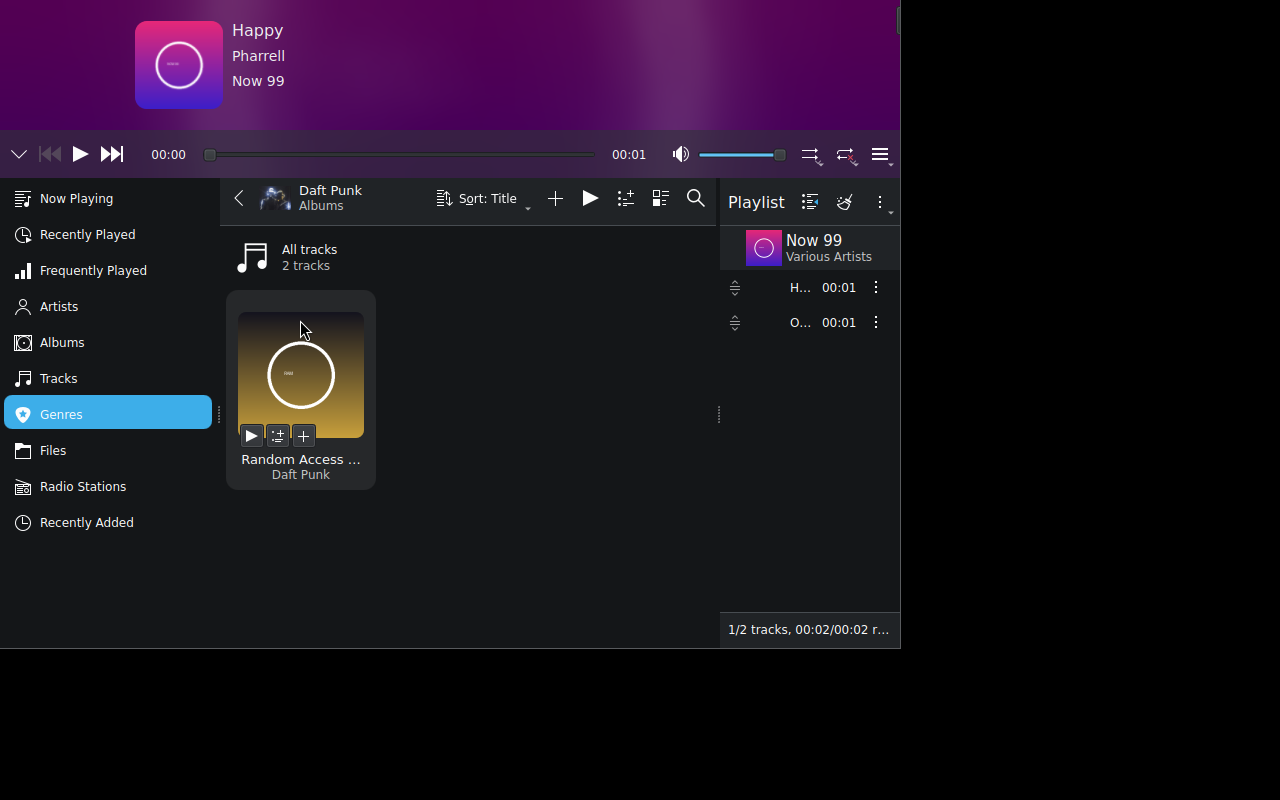 Happy
Pharrell
Now 99
00:00
00:01
Now Playing
Recently Played
Frequently Played
Artists
Albums
Tracks
Genres
Files
Radio Stations
Recently Added
Daft Punk
Albums
Sort: Title
All tracks
2 tracks
Random Access ...
Daft Punk
Playlist
Now 99
Various Artists
H... 00:01
O... 00:01
1/2 tracks, 00:02/00:02 r...